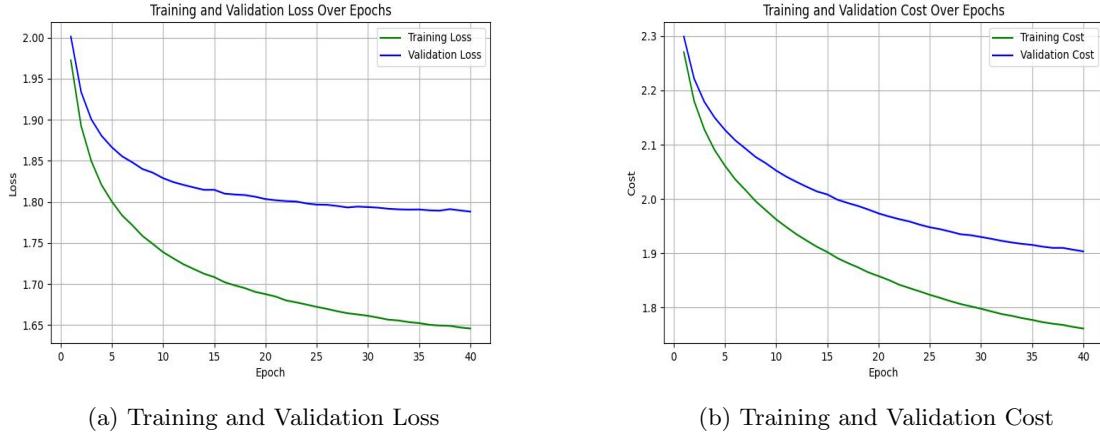 Training and Validation Loss Over Epochs
2.00
1.95
1.90
1.85
1.80
1.75
1.70
1.65
Loss
Training Loss
Validation Loss
0 5 10 15 20 25 30 35 40
Epoch
(a) Training and Validation Loss
Training and Validation Cost Over Epochs
2.3
2.2
2.1
2.0
1.9
1.8
Cost
Training Cost
Validation Cost
0 5 10 15 20 25 30 35 40
Epoch
(b) Training and Validation Cost